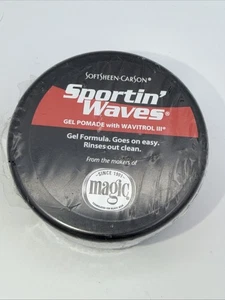 SOFTSHEEN-CARSON®
Sportin'
Waves®
GEL POMADE with WAVITROL III®
Gel Formula. Goes on easy.
Rinses out clean.
From the makers of
SINCE 1901
magic